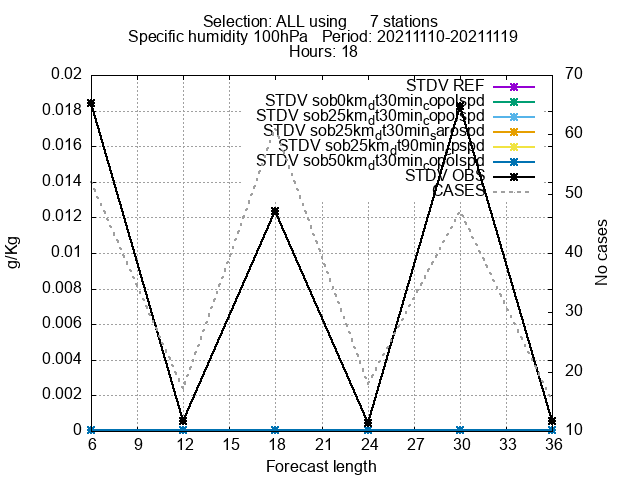 Selection: ALL using 7 stations
Specific humidity 100hPa Period: 20211110-20211119
Hours: 18
0.02
0.018
0.016
0.014
0.012
0.01
0.008
0.006
0.004
0.002
0
g/Kg
STDV REF
STDV sob0km_dt30min_copolspd
STDV sob25km_dt30min_copolspd
STDV sob25km_dt30min_sarospd
STDV sob25km_dt90min_cpspd
STDV sob50km_dt30min_copolspd
STDV OBS
CASES
70
60
50
40
30
20
10
No cases
6 9 12 15 18 21 24 27 30 33 36
Forecast length